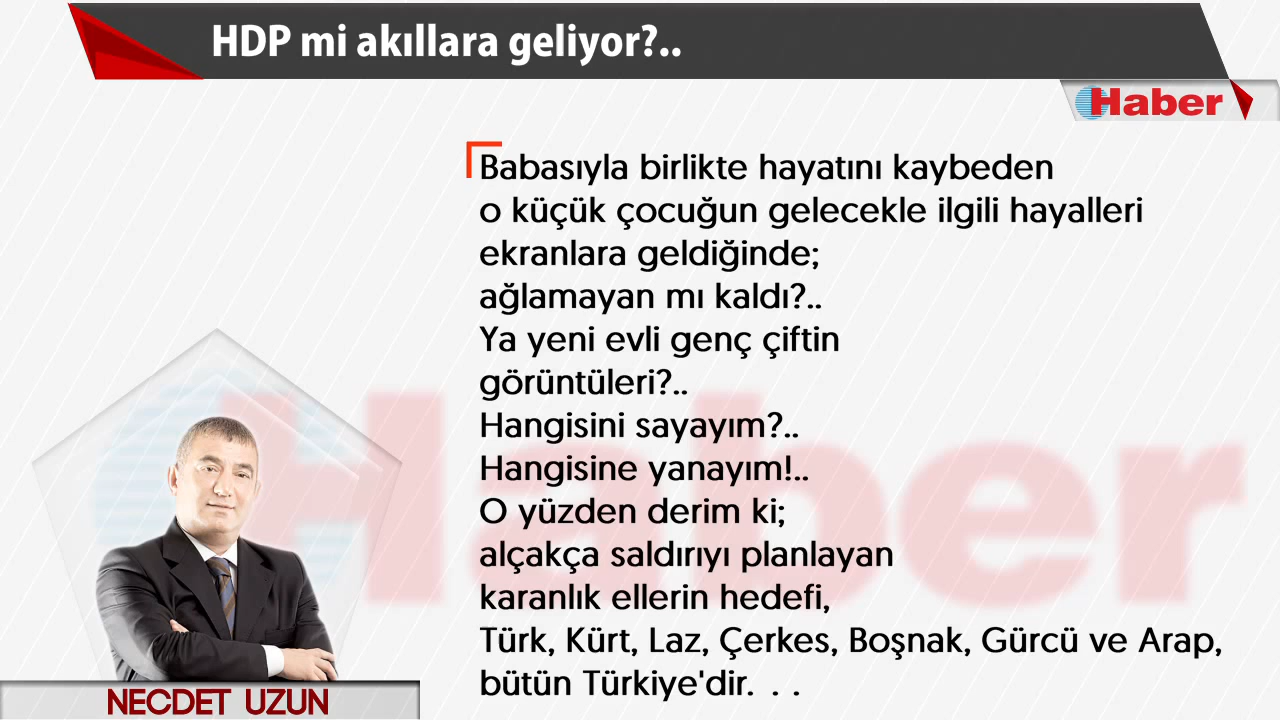 HDP mi akıllara geliyor?..
Haber
Babasıyla birlikte hayatını kaybeden
o küçük çocuğun gelecekle ilgili hayalleri
ekranlara geldiğinde;
ağlamayan mı kaldı?..
Ya yeni evli genç çiftin
görüntüleri?..
Hangisini sayayım?..
Hangisine yanayım!..
O yüzden derim ki;
alçakça saldırıyı planlayan
karanlık ellerin hedefi,
Türk, Kürt, Laz, Çerkes, Boşnak, Gürcü ve Arap,
bütün Türkiye'dir. . .
Haber
NECDET UZUN